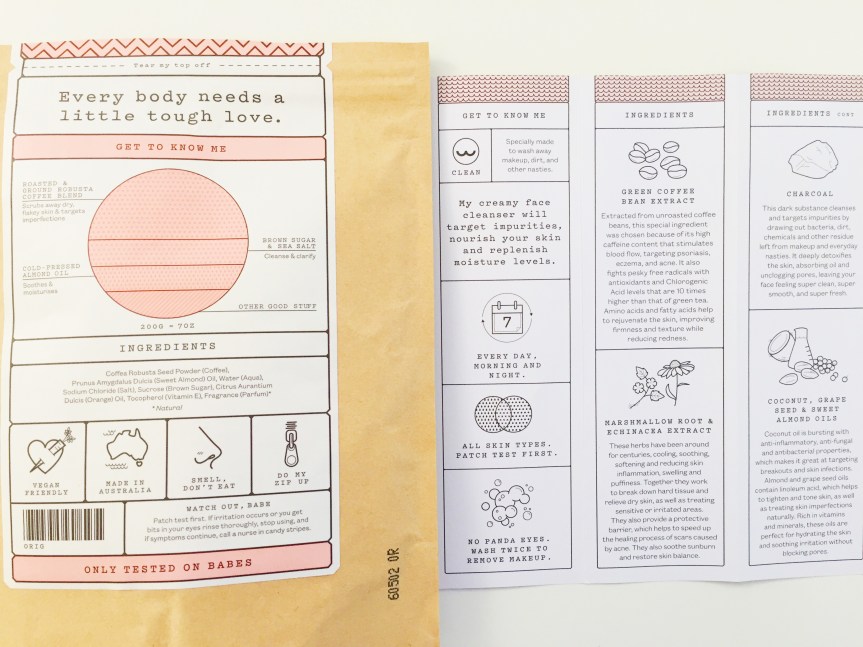 Tear my top off
Every body needs a
little tough love.
GET TO KNOW ME
ROASTED &
GROUND ROBUSTA
COFFEE BLEND
Scrubs away dry,
flakey skin & targets
imperfections
BROWN SUGAR
& SEA SALT
Cleanse & clarify
COLD-PRESSED
ALMOND OIL
Soothes &
moisturises
OTHER GOOD STUFF
200G ~ 7OZ
INGREDIENTS
Coffea Robusta Seed Powder (Coffee),
Prunus Amygdalus Dulcis (Sweet Almond) Oil, Water (Aqua),
Sodium Chloride (Salt), Sucrose (Brown Sugar), Citrus Aurantium
Dulcis (Orange) Oil, Tocopherol (Vitamin E), Fragrance (Parfum)*
*Natural
VEGAN
FRIENDLY
MADE IN
AUSTRALIA
SMELL,
DON'T EAT
DO MY
ZIP UP
ORIG
WATCH OUT, BABE
Patch test first. If irritation occurs or you get
bits in your eyes rinse thoroughly, stop using, and
if symptoms continue, call a nurse in candy stripes.
ONLY TESTED ON BABES
60502 OR
GET TO KNOW ME
CLEAN
Specially made
to wash away
makeup, dirt, and
other nasties.
My creamy face
cleanser will
target impurities,
nourish your skin
and replenish
moisture levels.
7
EVERY DAY,
MORNING AND
NIGHT.
ALL SKIN TYPES.
PATCH TEST FIRST.
NO PANDA EYES.
WASH TWICE TO
REMOVE MAKEUP.
INGREDIENTS
GREEN COFFEE
BEAN EXTRACT
Extracted from unroasted coffee
beans, this special ingredient
was chosen because of its high
caffeine content that stimulates
blood flow, targeting psoriasis,
eczema, and acne. It also
fights pesky free radicals with
antioxidants and Chlorogenic
Acid levels that are 10 times
higher than that of green tea.
Amino acids and fatty acids help
to rejuvenate the skin, improving
firmness and texture while
reducing redness.
MARSHMALLOW ROOT &
ECHINACEA EXTRACT
These herbs have been around
for centuries, cooling, soothing,
softening and reducing skin
inflammation, swelling and
puffiness. Together they work
to break down hard tissue and
relieve dry skin, as well as treating
sensitive or irritated areas.
They also provide a protective
barrier, which helps to speed up
the healing process of scars caused
by acne. They also soothe sunburn
and restore skin balance.
INGREDIENTS CONT
CHARCOAL
This dark substance cleanses
and targets impurities by
drawing out bacteria, dirt,
chemicals and other residue
left from makeup and everyday
nasties. It deeply detoxifies
the skin, absorbing oil and
unclogging pores, leaving your
face feeling super clean, super
smooth, and super fresh.
COCONUT, GRAPE
SEED & SWEET
ALMOND OILS
Coconut oil is bursting with
anti-inflammatory, anti-fungal
and antibacterial properties,
which makes it great at targeting
breakouts and skin infections.
Almond and grape seed oils
contain linoleum acid, which helps
to tighten and tone skin, as well
as treating skin imperfections
naturally. Rich in vitamins
and minerals, these oils are
perfect for hydrating the skin
and soothing irritation without
blocking pores.